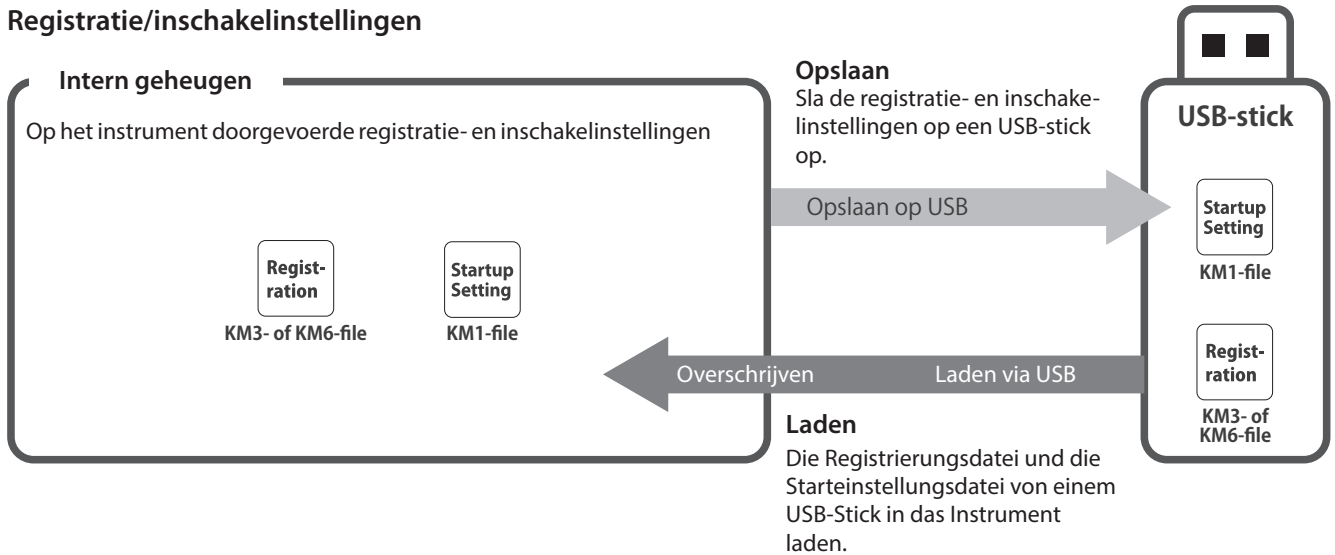 Registratie/inschakelinstellingen
Intern geheugen
Op het instrument doorgevoerde registratie- en inschakelinstellingen
Regist-
ration
KM3- of KM6-file
Startup
Setting
KM1-file
Opslaan
Sla de registratie- en inschake-
linstellingen op een USB-stick
op.
Opslaan op USB
Overschrijven
Laden via USB
Laden
Die Registrierungsdatei und die
Starteinstellungsdatei von einem
USB-Stick in das Instrument
laden.
USB-stick
Startup
Setting
KM1-file
Regist-
ration
KM3- of
KM6-file